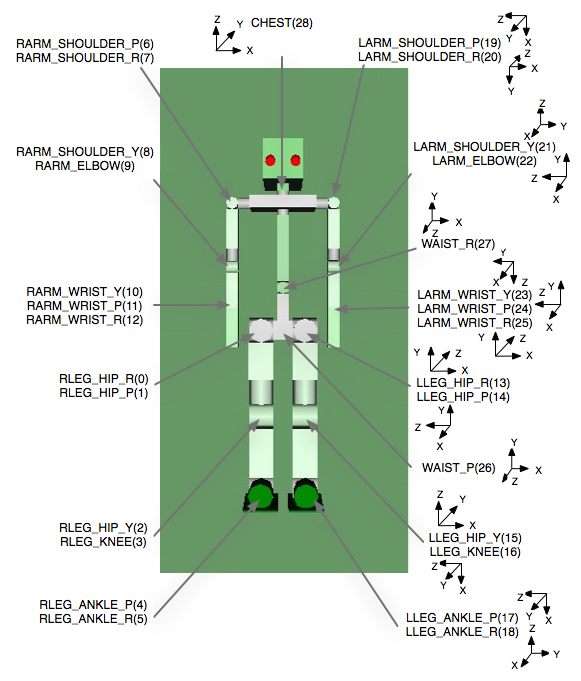 CHEST(28)
Z
Y
X
RARM_SHOULDER_P(6)
RARM_SHOULDER_R(7)
LARM_SHOULDER_P(19)
LARM_SHOULDER_R(20)
Z
Y
X
Z
X
Y
RARM_SHOULDER_Y(8)
RARM_ELBOW(9)
LARM_SHOULDER_Y(21)
LARM_ELBOW(22)
Z
Y
X
Y
Z
X
Y
X
Z
WAIST_R(27)
RARM_WRIST_Y(10)
RARM_WRIST_P(11)
RARM_WRIST_R(12)
LARM_WRIST_Y(23)
LARM_WRIST_P(24)
LARM_WRIST_R(25)
Z
Y
X
Y
Z
X
Y
Z
X
RLEG_HIP_R(0)
RLEG_HIP_P(1)
LLEG_HIP_R(13)
LLEG_HIP_P(14)
Y
Z
X
Y
Z
X
WAIST_P(26)
Y
X
Z
RLEG_HIP_Y(2)
RLEG_KNEE(3)
LLEG_HIP_Y(15)
LLEG_KNEE(16)
Z
Y
X
Z
Y
X
RLEG_ANKLE_P(4)
RLEG_ANKLE_R(5)
LLEG_ANKLE_P(17)
LLEG_ANKLE_R(18)
Z
Y
X
Z
Y
X